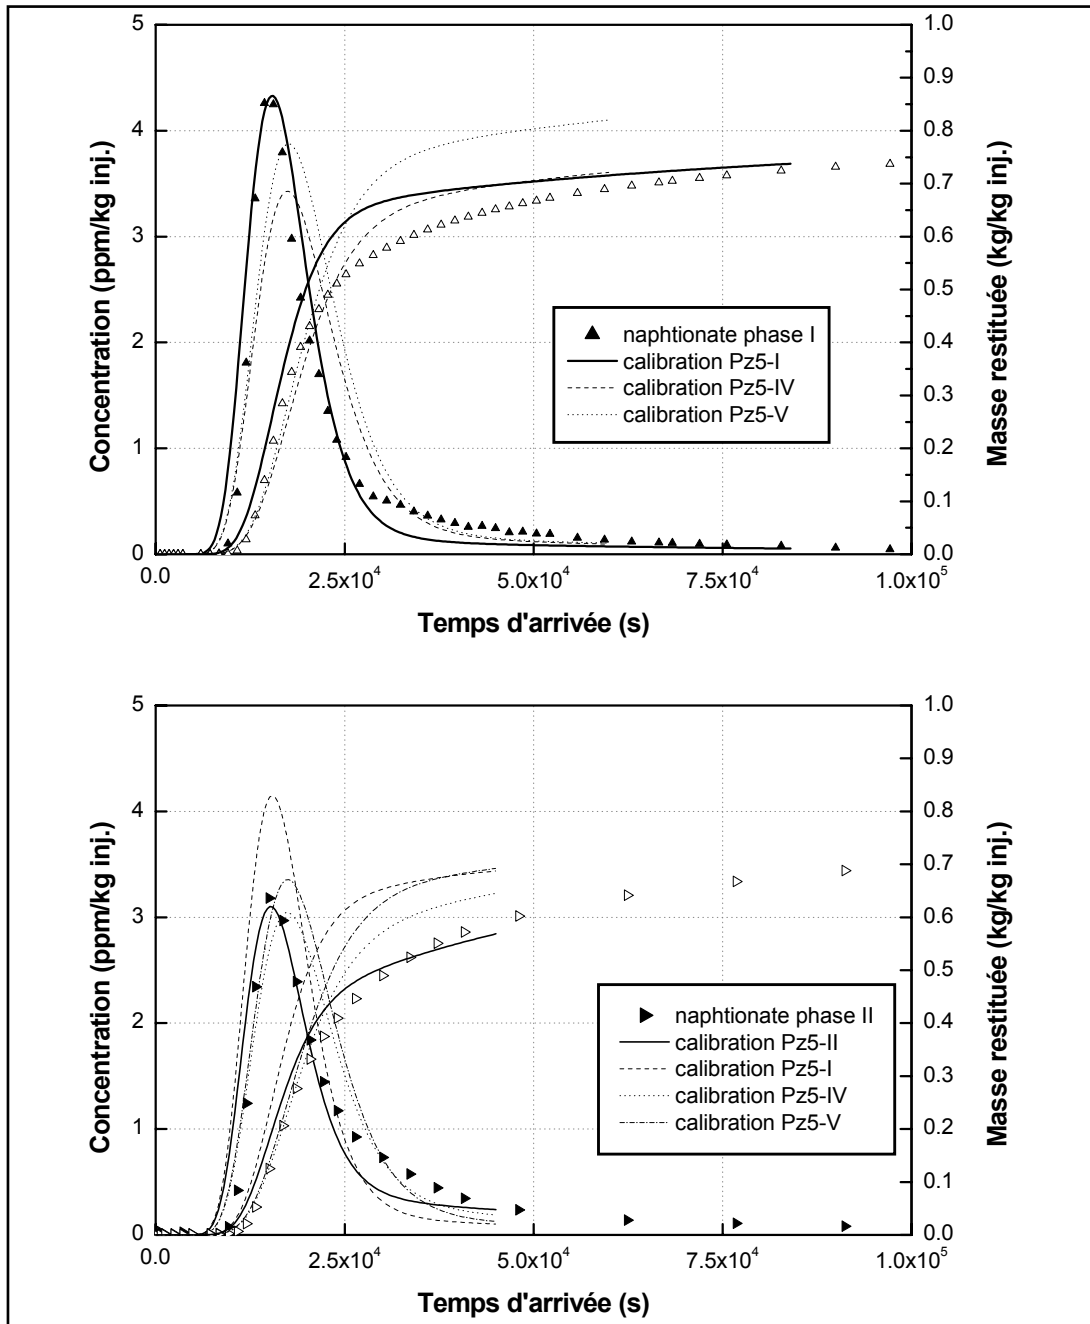 5
4
3
2
1
0
Concentration (ppm/kg inj.)
1.0
0.9
0.8
0.7
0.6
0.5
0.4
0.3
0.2
0.1
0.0
Masse restituée (kg/kg inj.)
naphtionate phase I
calibration Pz5-I
calibration Pz5-IV
calibration Pz5-V
0.0 2.5x10⁴ 5.0x10⁴ 7.5x10⁴ 1.0x10⁵
Temps d'arrivée (s)
5
4
3
2
1
0
Concentration (ppm/kg inj.)
1.0
0.9
0.8
0.7
0.6
0.5
0.4
0.3
0.2
0.1
0.0
Masse restituée (kg/kg inj.)
naphtionate phase II
calibration Pz5-II
calibration Pz5-I
calibration Pz5-IV
calibration Pz5-V
0.0 2.5x10⁴ 5.0x10⁴ 7.5x10⁴ 1.0x10⁵
Temps d'arrivée (s)